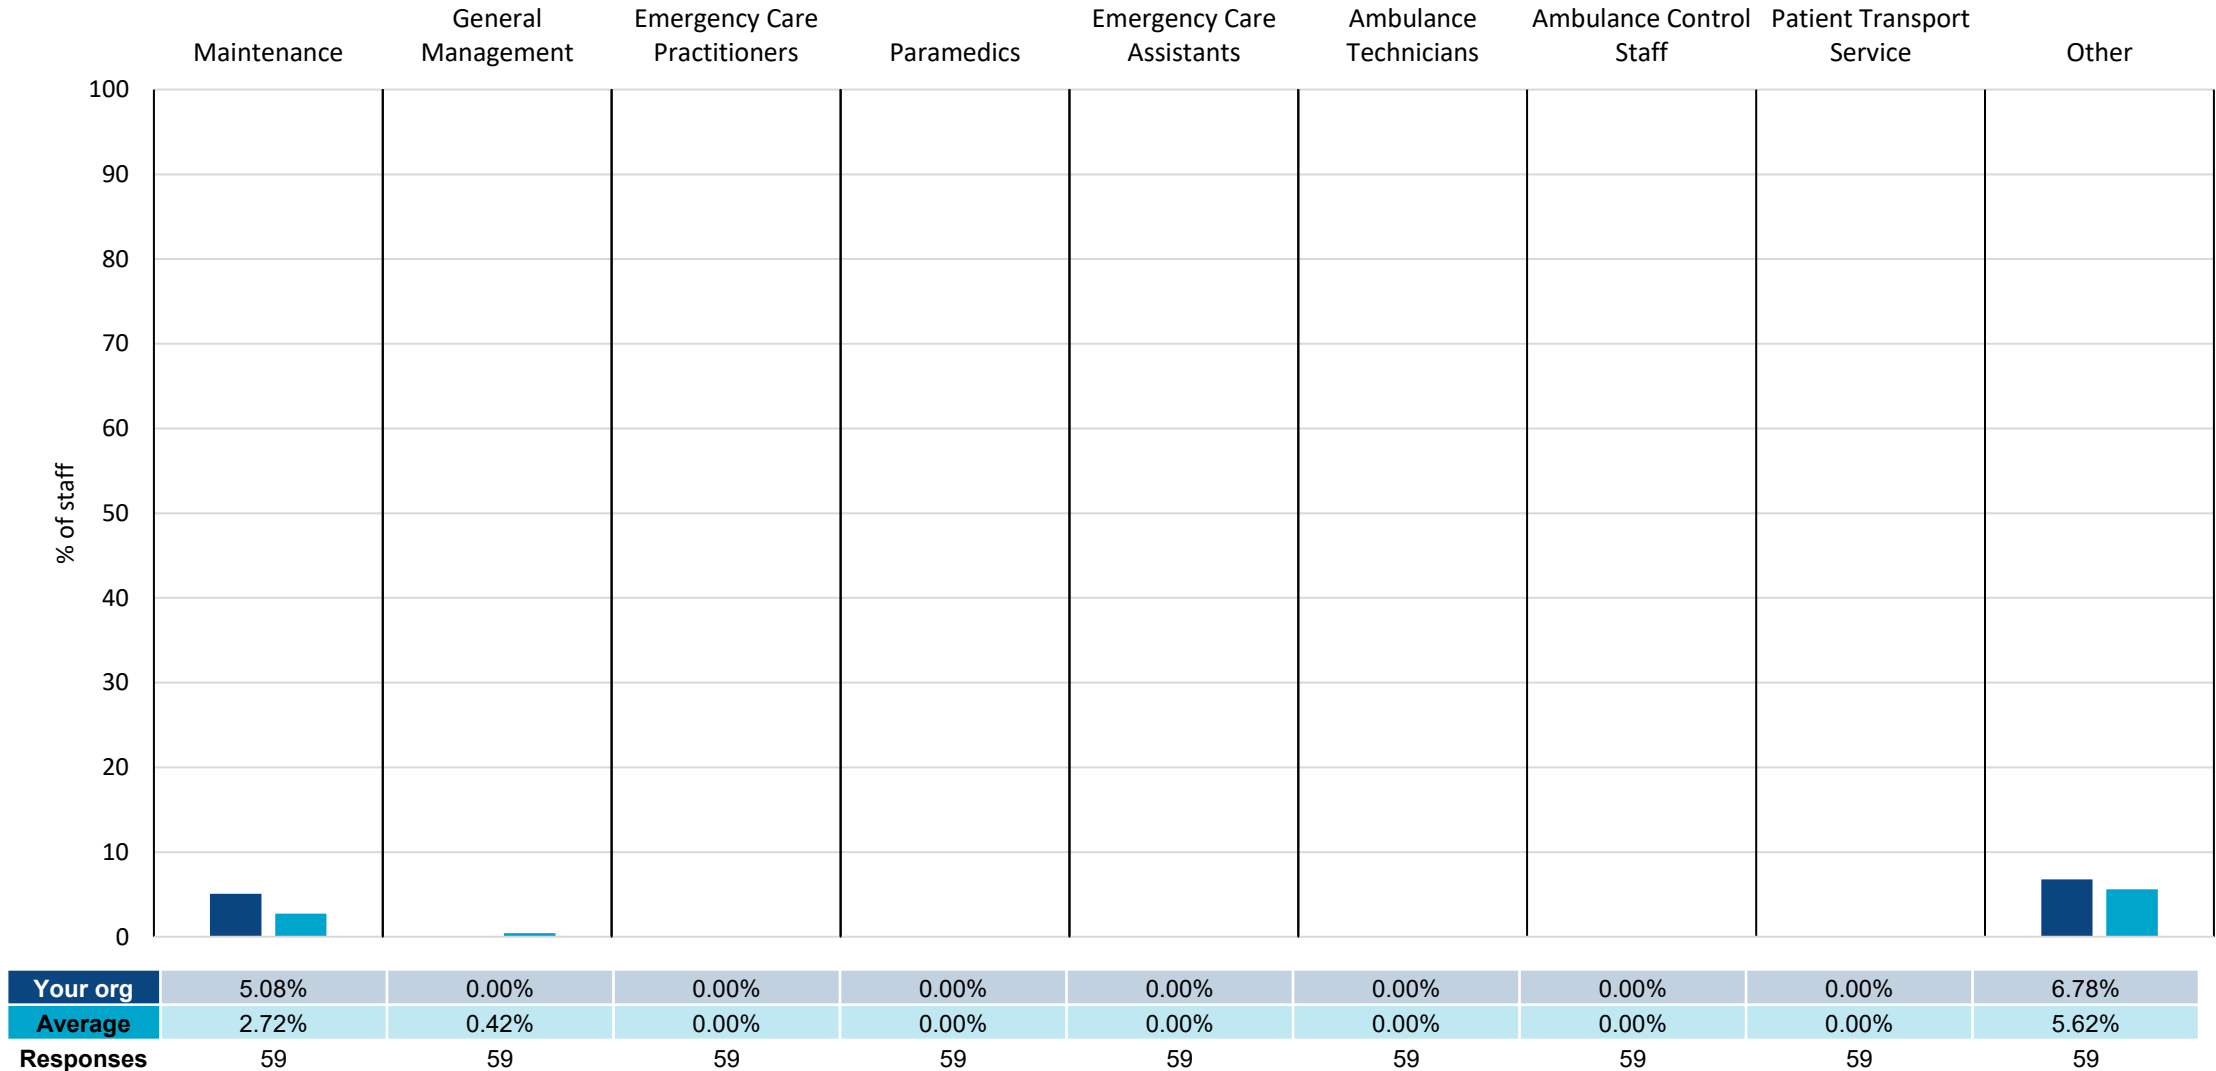 Maintenance
General
Management
Emergency Care
Practitioners
Paramedics
Emergency Care
Assistants
Ambulance
Technicians
Ambulance Control
Staff
Patient Transport
Service
Other
% of staff
100
90
80
70
60
50
40
30
20
10
0
Your org 5.08% 0.00% 0.00% 0.00% 0.00% 0.00% 0.00% 0.00% 6.78%
Average 2.72% 0.42% 0.00% 0.00% 0.00% 0.00% 0.00% 0.00% 5.62%
Responses 59 59 59 59 59 59 59 59 59